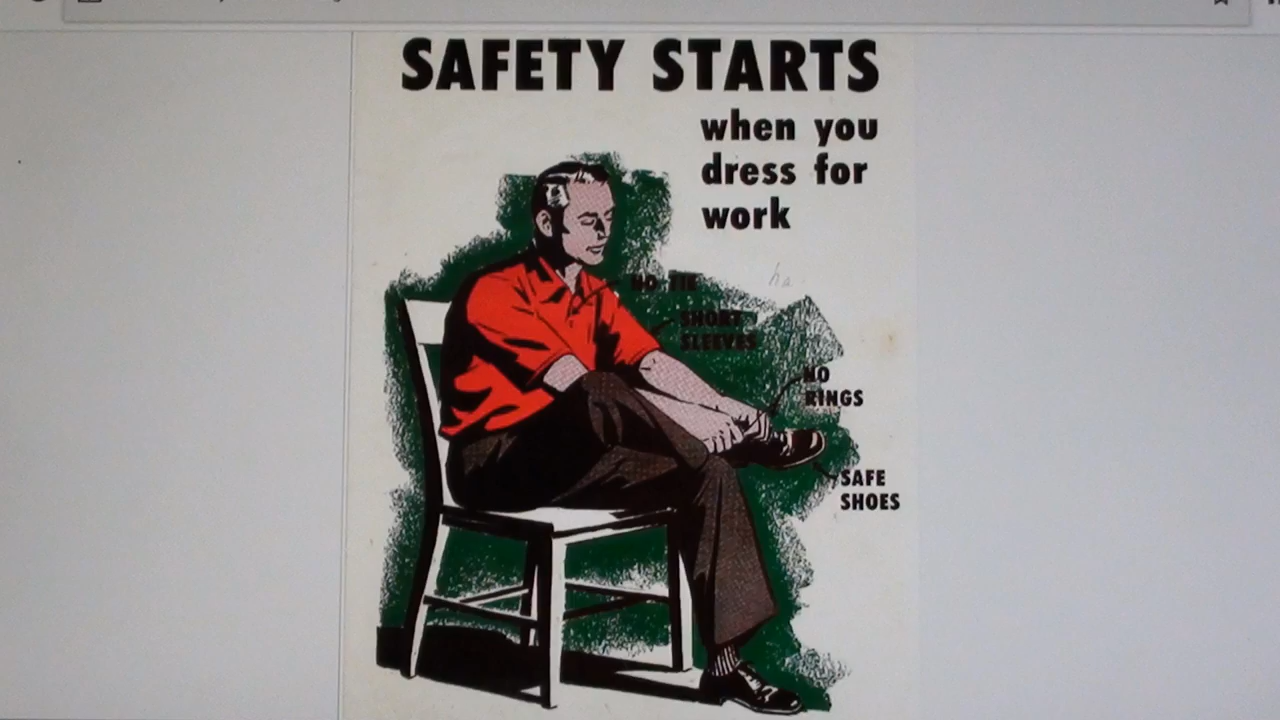 SAFETY STARTS
when you
dress for
work
NO TIE
SHORT
SLEEVES
NO
RINGS
SAFE
SHOES